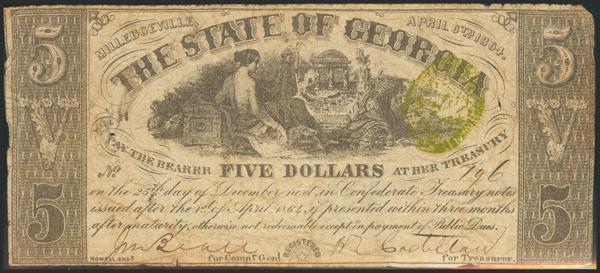 MILLEDGEVILLE, APRIL 6TH 1864.
THE STATE OF GEORGIA
5 5
PAY THE BEARER FIVE DOLLARS AT HER TREASURY
No 796
on the 25th day of December next, in Confederate Treasury notes
issued after the 1st of April 1864, if presented within three months
after maturity, otherwise not redeemable except in payment of Public Dues.
5 5
REGISTERED
for Compt. Genl. for Treasurer.
HOWELL, ENGR.